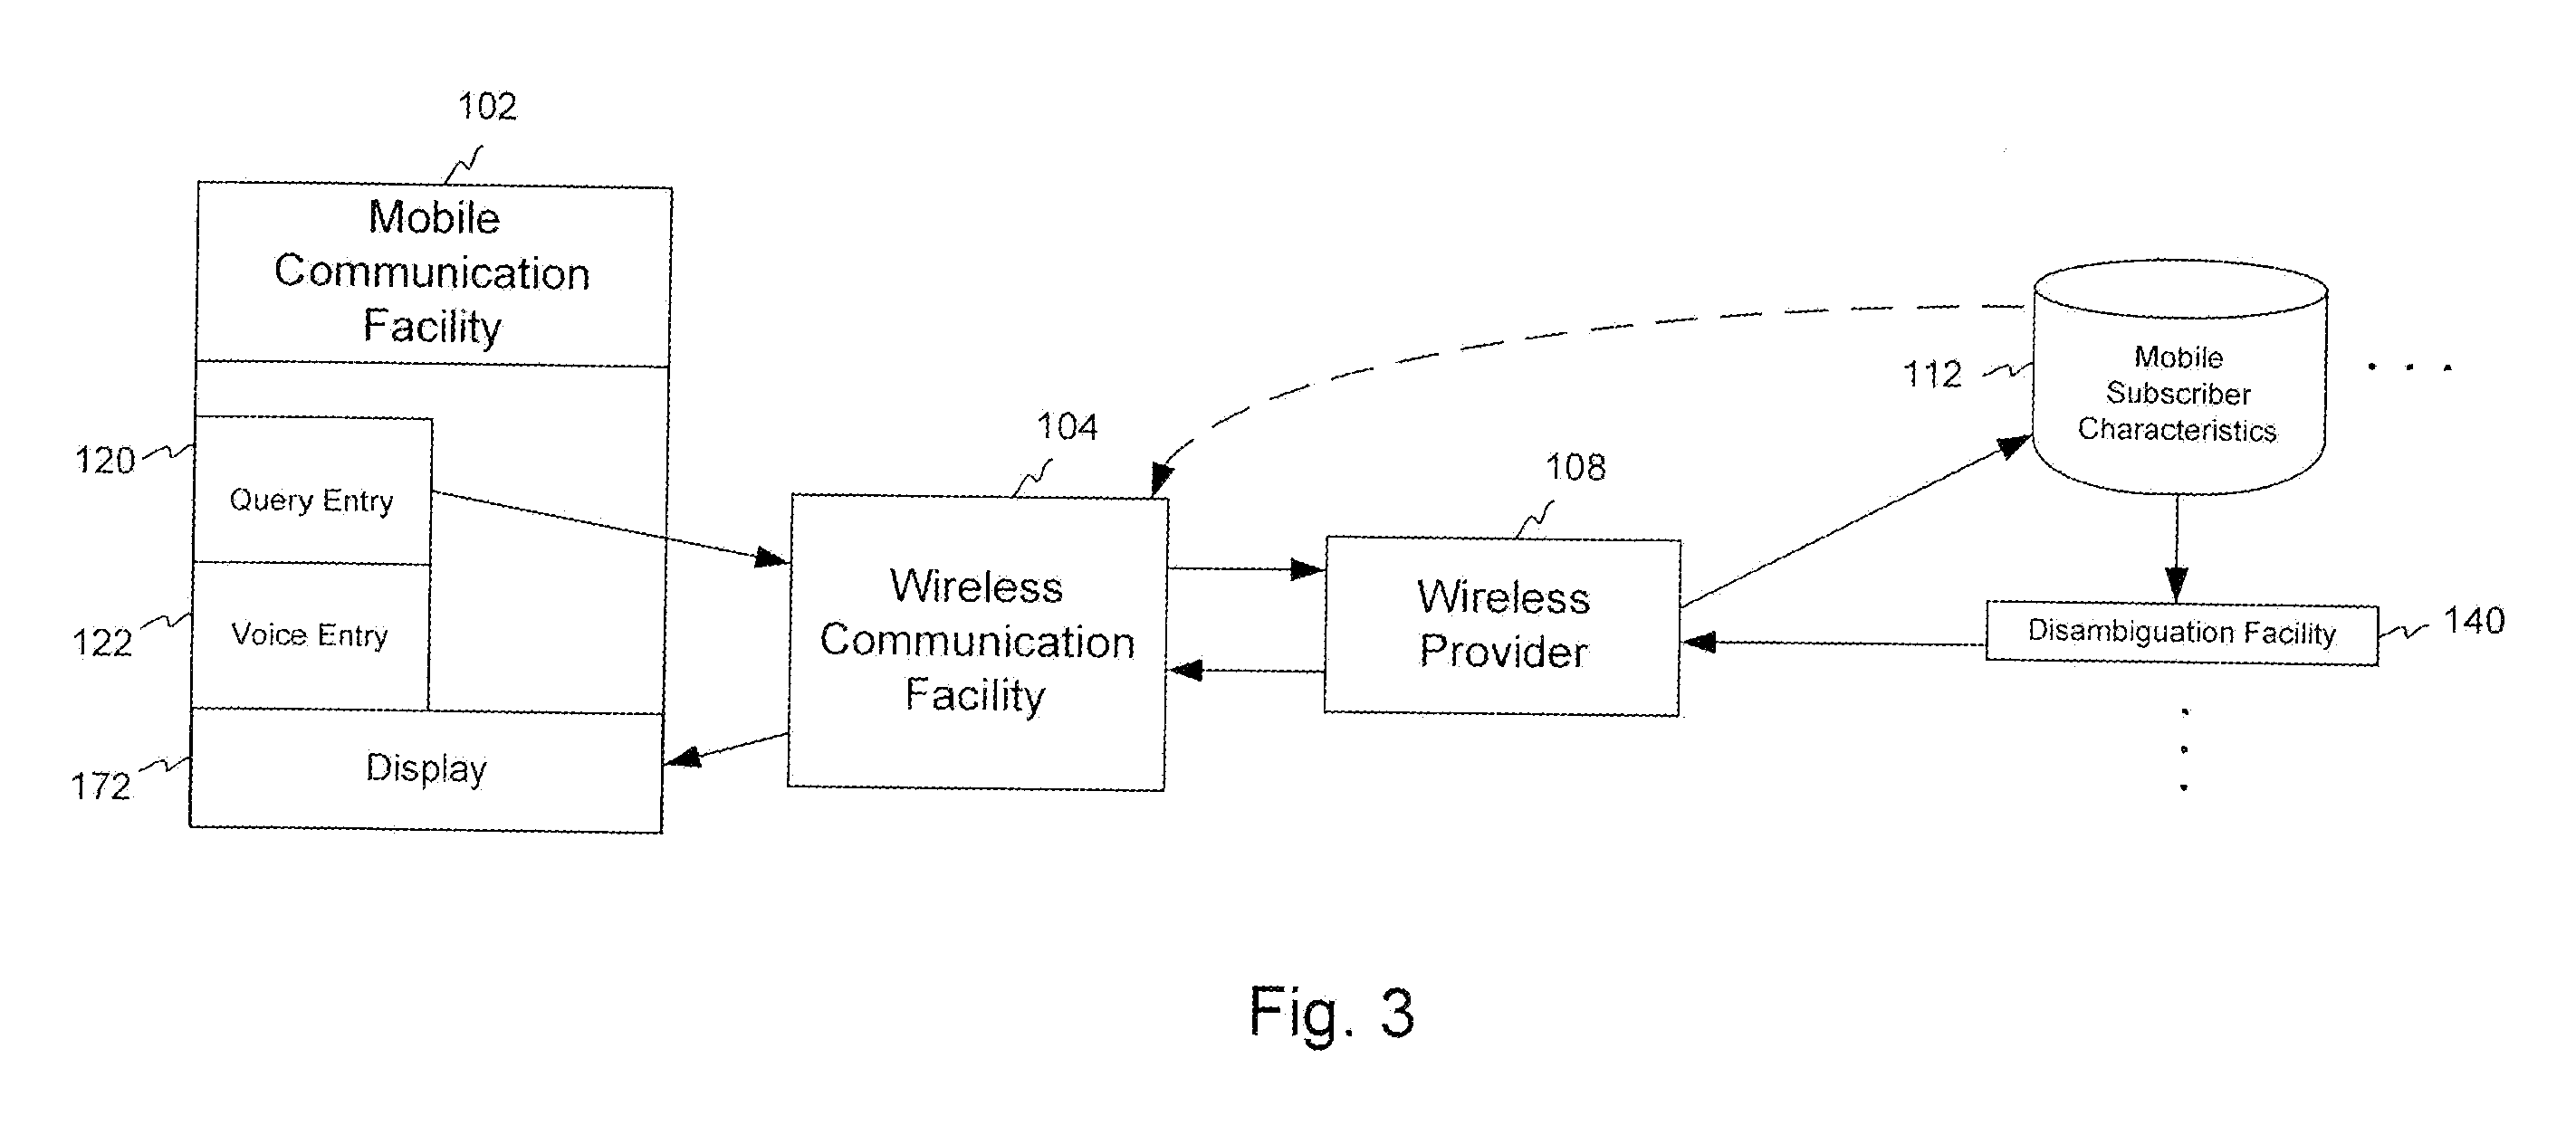 102
Mobile
Communication
Facility
120
Query Entry
122
Voice Entry
172
Display
104
Wireless
Communication
Facility
108
Wireless
Provider
112
Mobile
Subscriber
Characteristics
. . .
Disambiguation Facility
140
.
.
.
Fig. 3